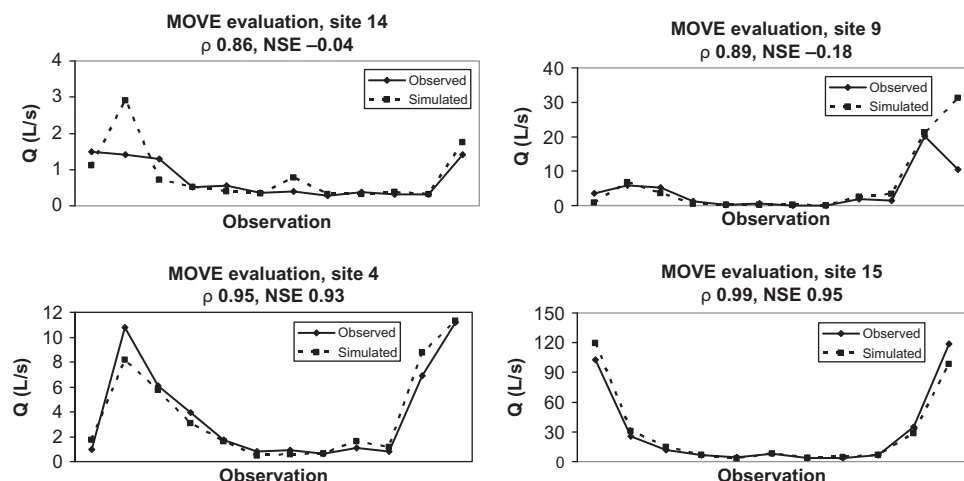 MOVE evaluation, site 14
ρ 0.86, NSE –0.04
Q (L/s)
4
3
2
1
0
Observed
Simulated
Observation
MOVE evaluation, site 9
ρ 0.89, NSE –0.18
Q (L/s)
40
30
20
10
0
Observed
Simulated
Observation
MOVE evaluation, site 4
ρ 0.95, NSE 0.93
Q (L/s)
12
10
8
6
4
2
0
Observed
Simulated
Observation
MOVE evaluation, site 15
ρ 0.99, NSE 0.95
Q (L/s)
150
120
90
60
30
0
Observed
Simulated
Observation